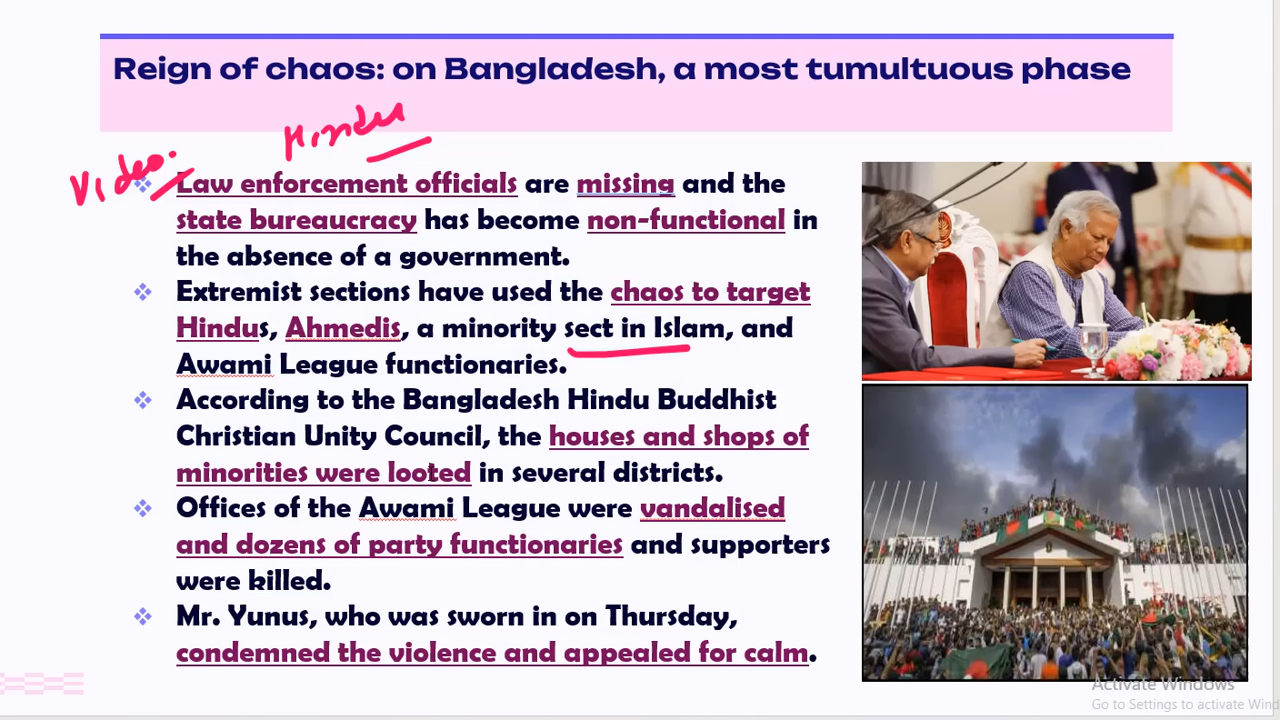 Reign of chaos: on Bangladesh, a most tumultuous phase
Hindu
Video.
Law enforcement officials are missing and the
state bureaucracy has become non-functional in
the absence of a government.
Extremist sections have used the chaos to target
Hindus, Ahmedis, a minority sect in Islam, and
Awami League functionaries.
According to the Bangladesh Hindu Buddhist
Christian Unity Council, the houses and shops of
minorities were looted in several districts.
Offices of the Awami League were vandalised
and dozens of party functionaries and supporters
were killed.
Mr. Yunus, who was sworn in on Thursday,
condemned the violence and appealed for calm.
Activate Windows
Go to Settings to activate Wind